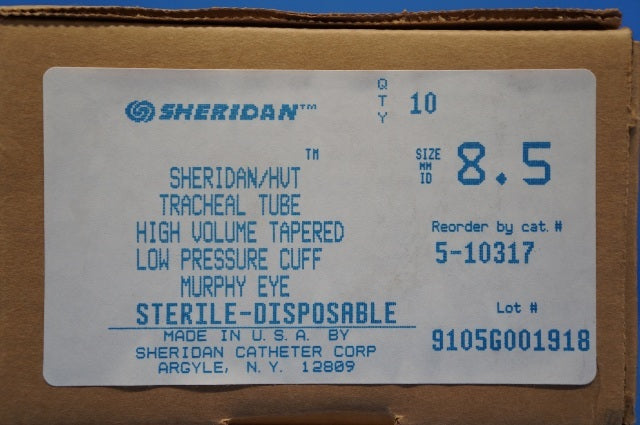 SHERIDAN™
QTY 10
SIZE MM ID 8.5
SHERIDAN/HVT™
TRACHEAL TUBE
HIGH VOLUME TAPERED
LOW PRESSURE CUFF
MURPHY EYE
STERILE-DISPOSABLE
MADE IN U.S.A. BY
SHERIDAN CATHETER CORP
ARGYLE, N.Y. 12809
Reorder by cat. #
5-10317
Lot #
9105G001918